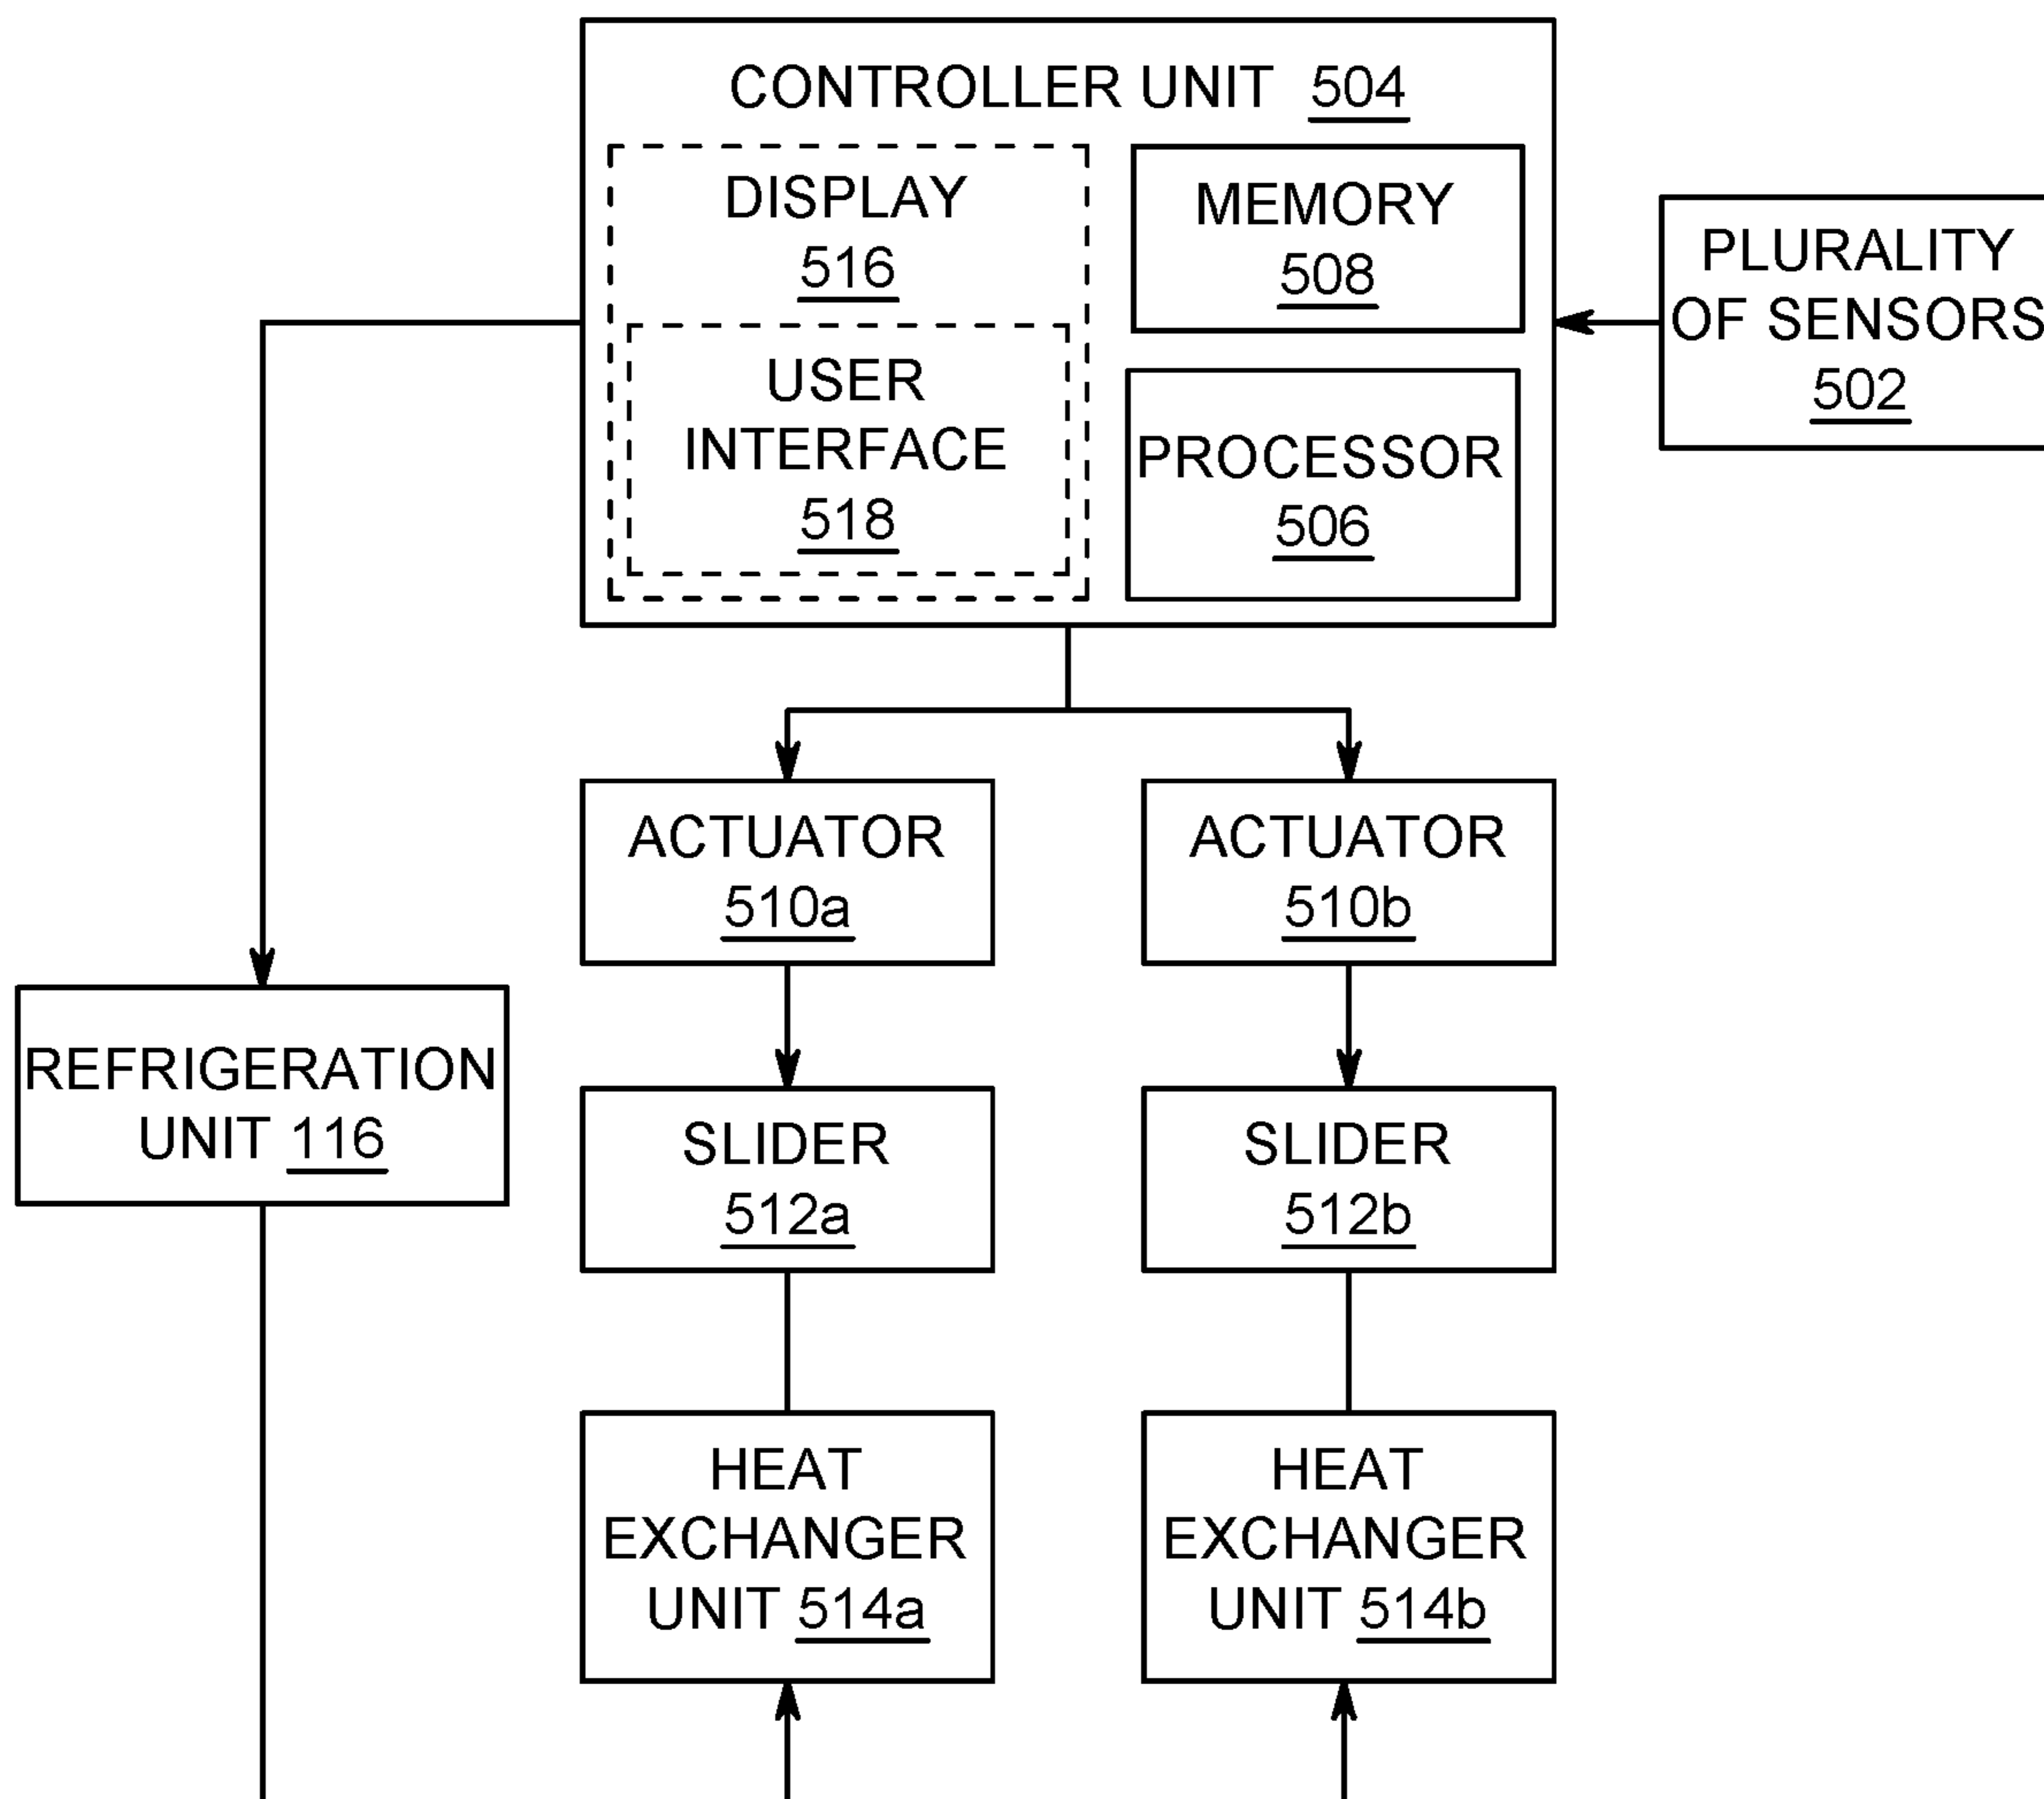 CONTROLLER UNIT 504
DISPLAY
516
USER
INTERFACE
518
MEMORY
508
PROCESSOR
506
PLURALITY
OF SENSORS
502
ACTUATOR
510a
ACTUATOR
510b
REFRIGERATION
UNIT 116
SLIDER
512a
SLIDER
512b
HEAT
EXCHANGER
UNIT 514a
HEAT
EXCHANGER
UNIT 514b